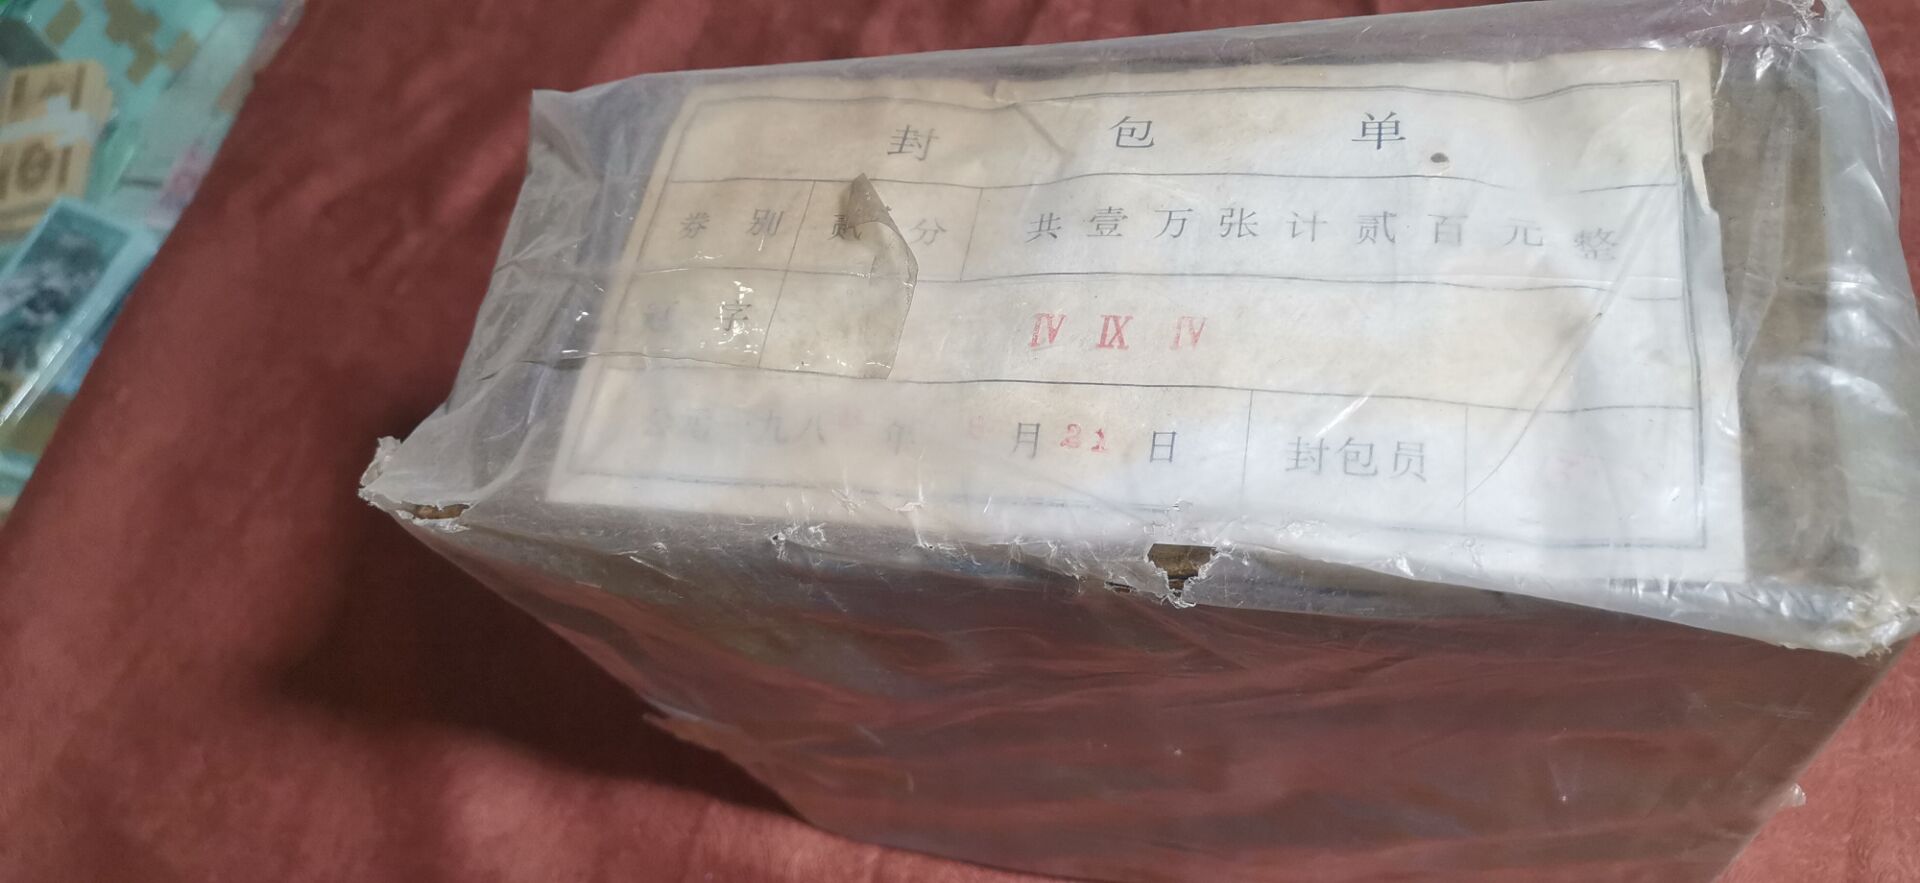 封包单
券别 贰分 共壹万张计贰百元整
字 Ⅳ Ⅸ Ⅳ
九八 年 月 21 日 封包员